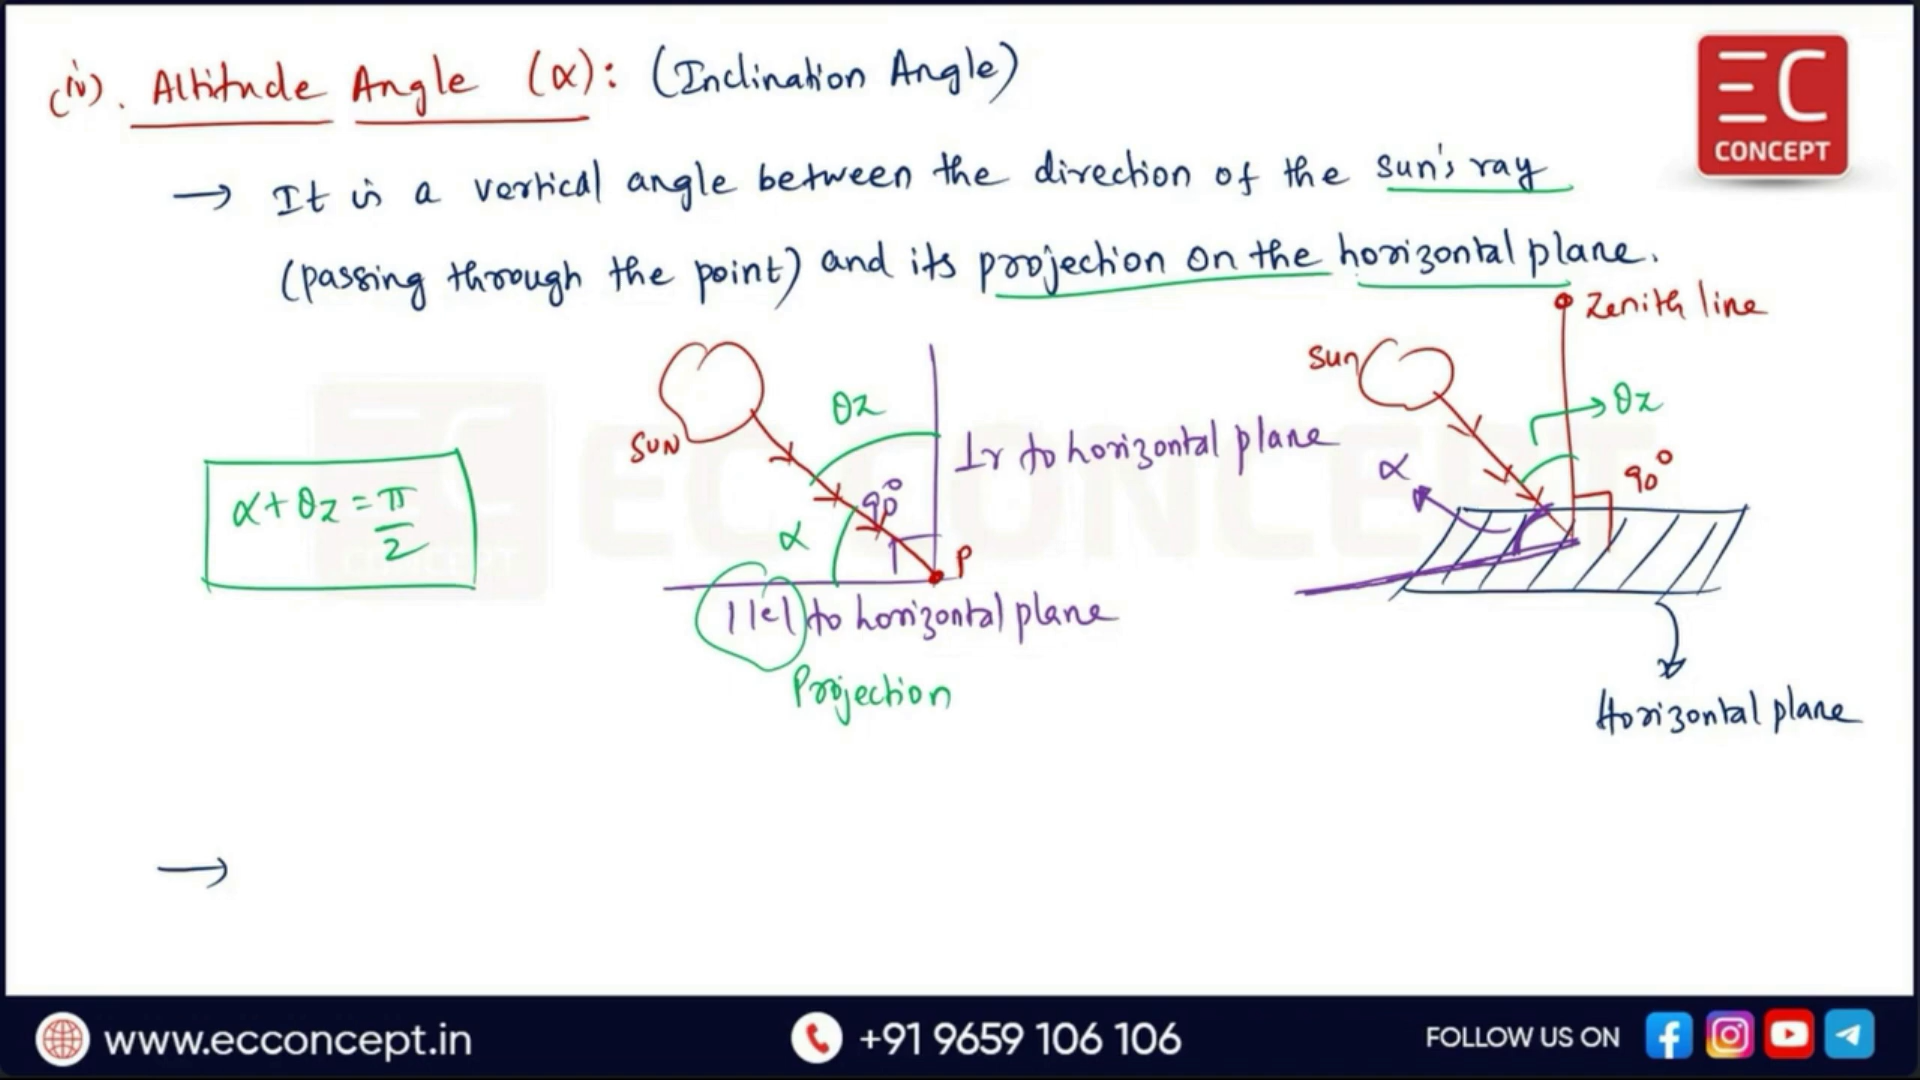 (iv). Altitude Angle (α): (Inclination Angle)
EC
CONCEPT
→ It is a vertical angle between the direction of the sun's ray
(passing through the point) and its projection on the horizontal plane.
Zenith line
Sun
θz
SUN
θz
⊥r to horizontal plane
α
90°
90°
α + θz = π/2
α
P
||el to horizontal plane
Projection
Horizontal plane
→
www.ecconcept.in
+91 9659 106 106
FOLLOW US ON